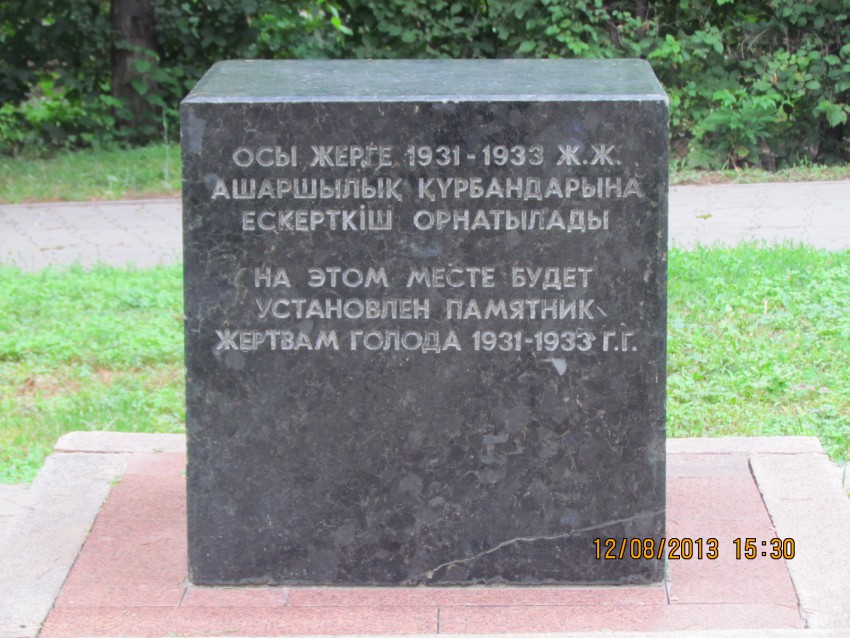 ОСЫ ЖЕРГЕ 1931-1933 Ж.Ж.
АШАРШЫЛЫҚ ҚҰРБАНДАРЫНА
ЕСКЕРТКІШ ОРНАТЫЛАДЫ
НА ЭТОМ МЕСТЕ БУДЕТ
УСТАНОВЛЕН ПАМЯТНИК
ЖЕРТВАМ ГОЛОДА 1931-1933 Г.Г.
12/08/2013 15:30